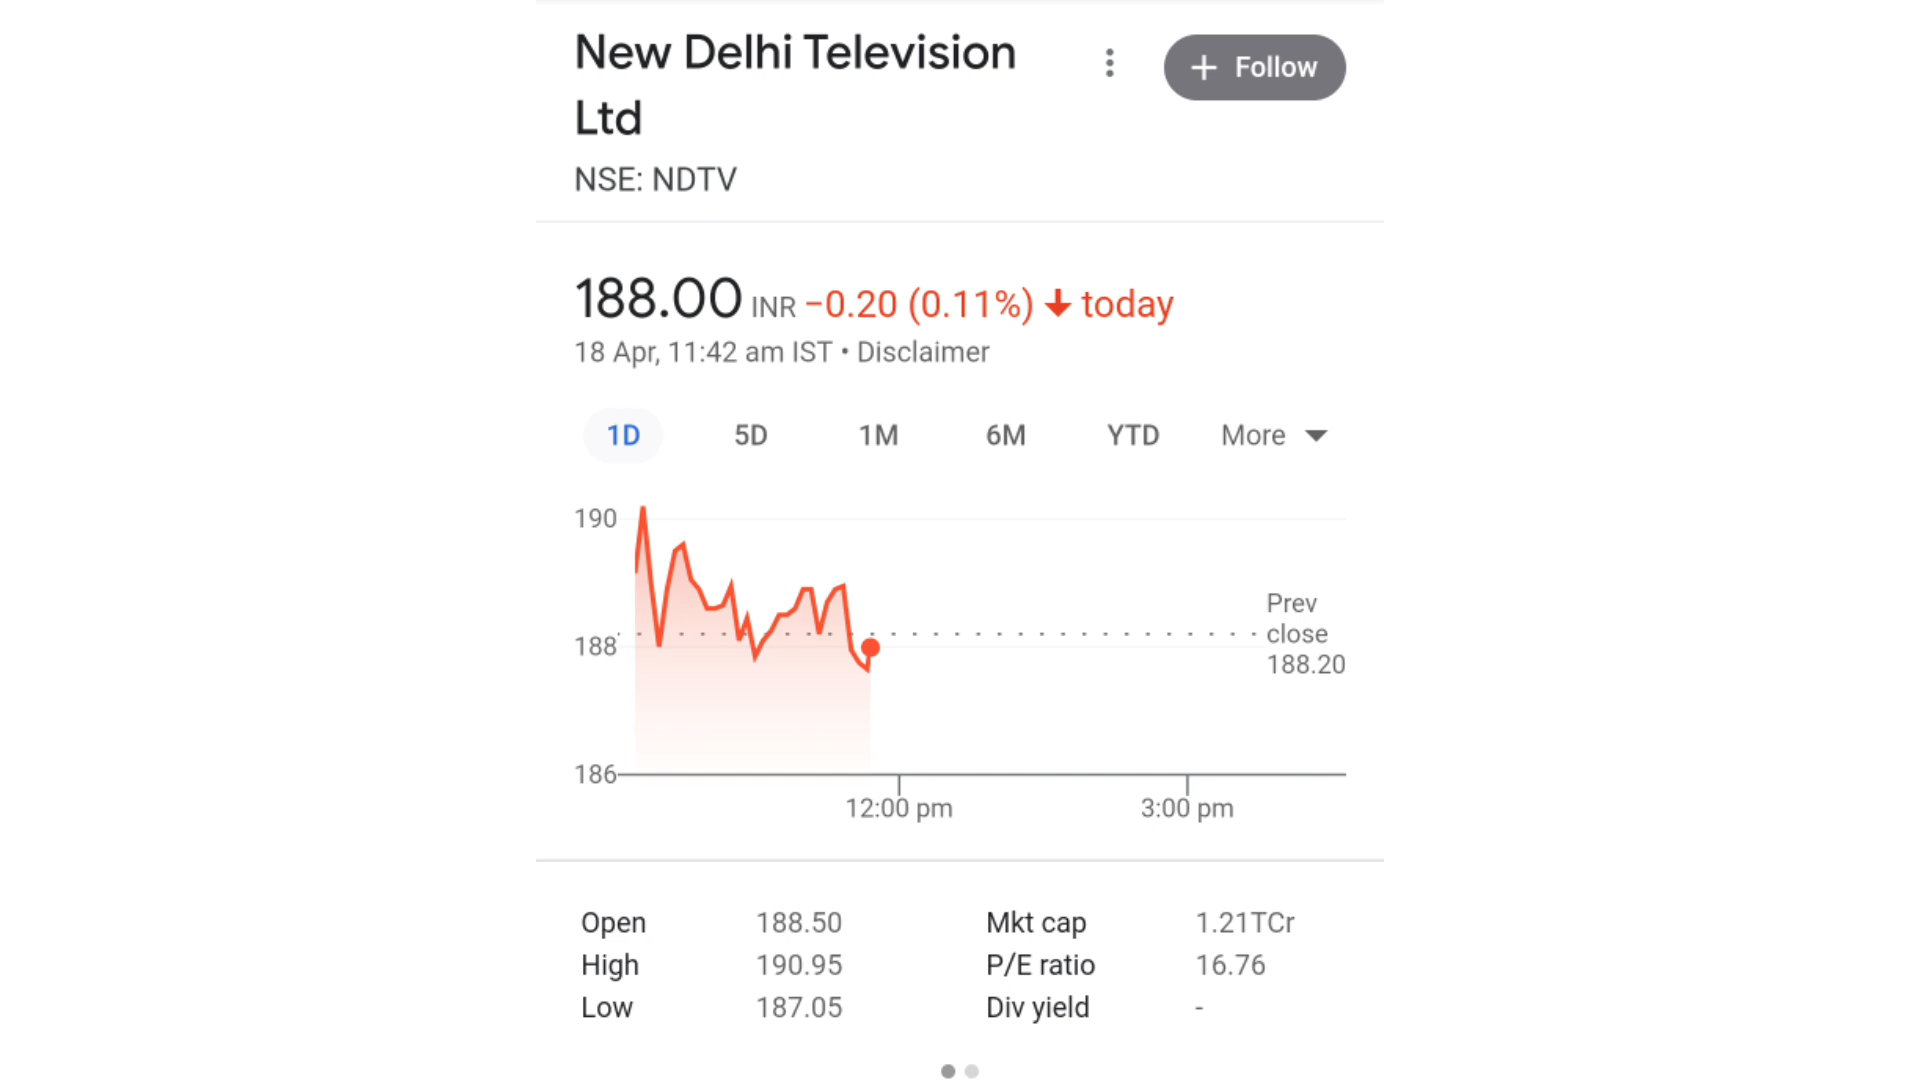 New Delhi Television
Ltd
+ Follow
NSE: NDTV
188.00 INR −0.20 (0.11%) ↓ today
18 Apr, 11:42 am IST • Disclaimer
1D 5D 1M 6M YTD More
190
188
186
Prev
close
188.20
12:00 pm 3:00 pm
Open 188.50 Mkt cap 1.21TCr
High 190.95 P/E ratio 16.76
Low 187.05 Div yield -